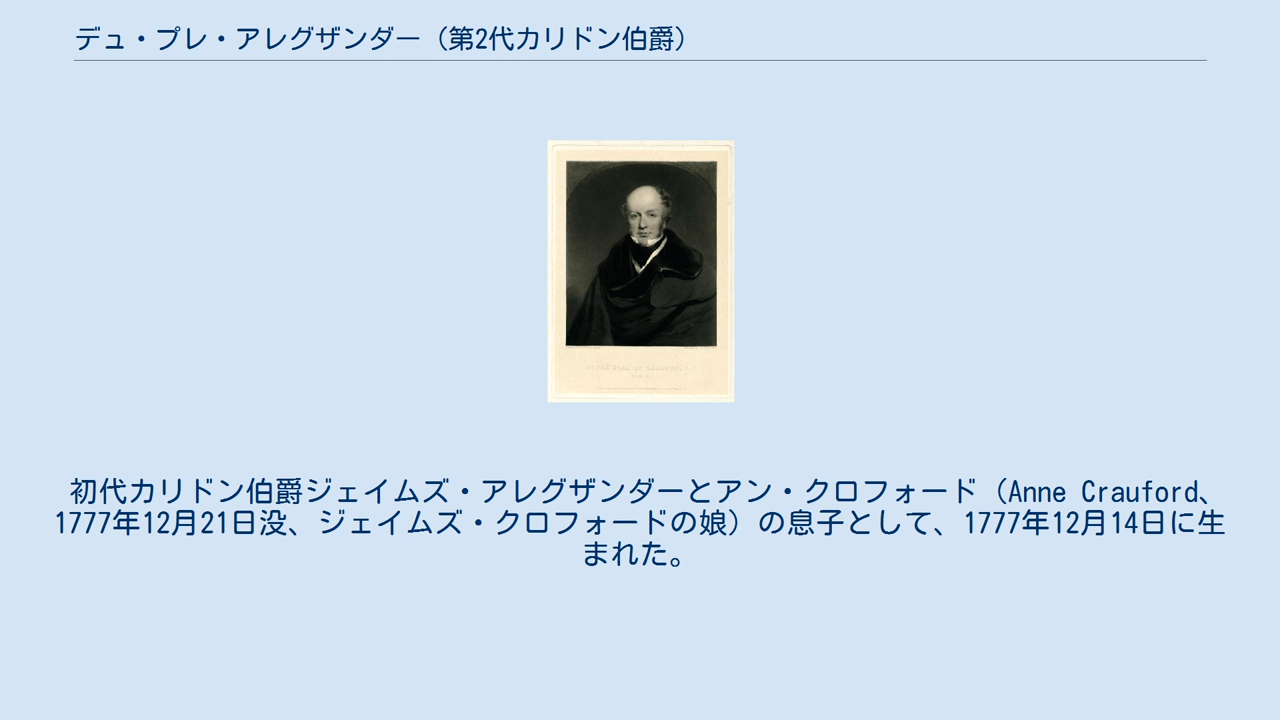 デュ・プレ・アレグザンダー（第2代カリドン伯爵）
初代カリドン伯爵ジェイムズ・アレグザンダーとアン・クロフォード（Anne Crauford、
1777年12月21日没、ジェイムズ・クロフォードの娘）の息子として、1777年12月14日に生
まれた。